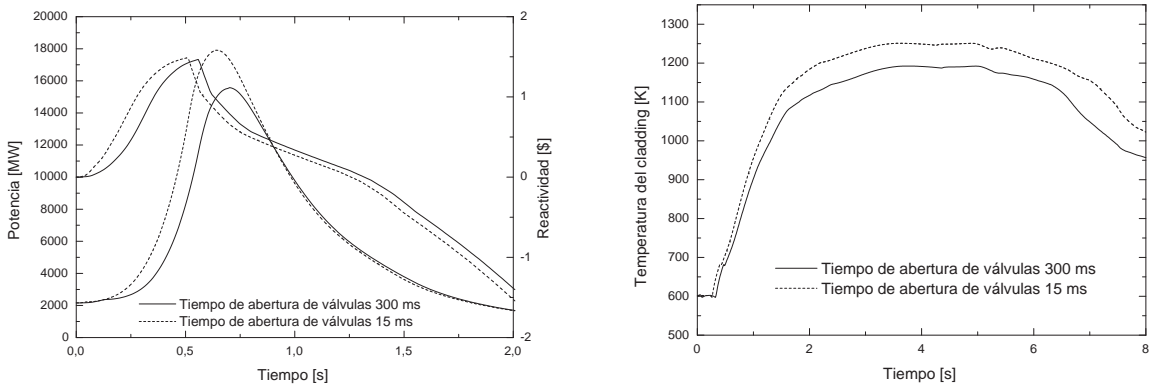 20000
18000
16000
14000
12000
10000
8000
6000
4000
2000
0
Potencia [MW]
2
1
0
-1
-2
Reactividad [$]
Tiempo de abertura de válvulas 300 ms
Tiempo de abertura de válvulas 15 ms
0,0 0,5 1,0 1,5 2,0
Tiempo [s]
1300
1200
1100
1000
900
800
700
600
500
Temperatura del cladding [K]
Tiempo de abertura de válvulas 300 ms
Tiempo de abertura de válvulas 15 ms
0 2 4 6 8
Tiempo [s]